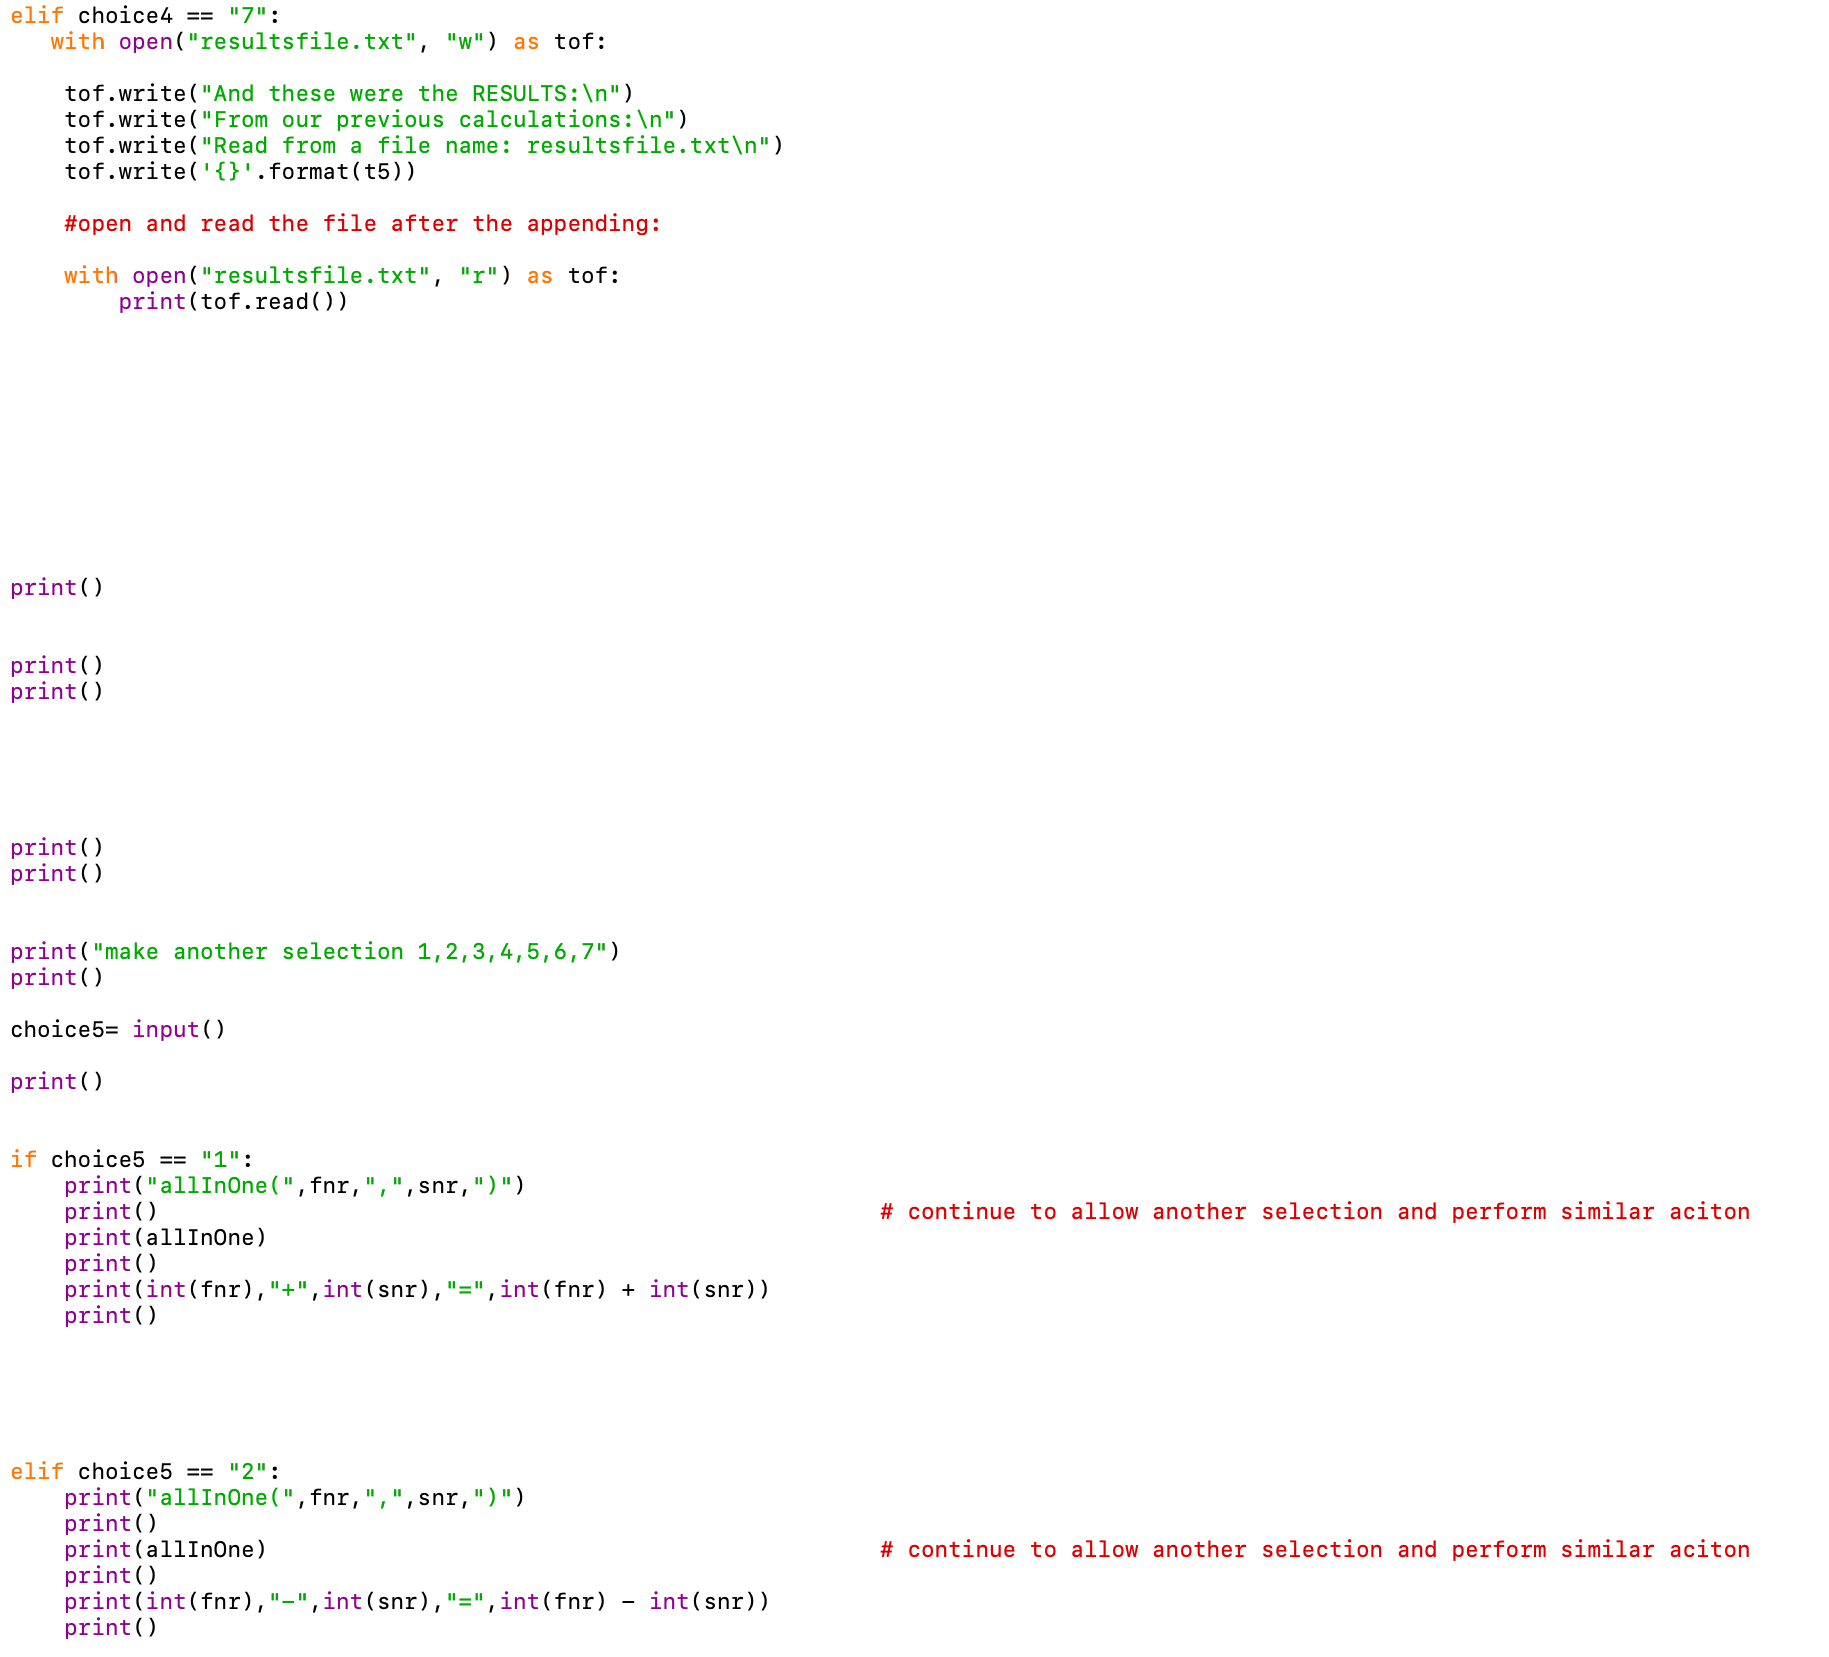 elif choice4 == "7":
   with open("resultsfile.txt", "w") as tof:
    tof.write("And these were the RESULTS:\n")
    tof.write("From our previous calculations:\n")
    tof.write("Read from a file name: resultsfile.txt\n")
    tof.write('{}'.format(t5))
    #open and read the file after the appending:
    with open("resultsfile.txt", "r") as tof:
        print(tof.read())
print()
print()
print()
print()
print()
print("make another selection 1,2,3,4,5,6,7")
print()
choice5= input()
print()
if choice5 == "1":
    print("allInOne(",fnr,",",snr,")")
    print()                                                     # continue to allow another selection and perform similar aciton
    print(allInOne)
    print()
    print(int(fnr),"+",int(snr),"=",int(fnr) + int(snr))
    print()
elif choice5 == "2":
    print("allInOne(",fnr,",",snr,")")
    print()
    print(allInOne)                                             # continue to allow another selection and perform similar aciton
    print()
    print(int(fnr),"-",int(snr),"=",int(fnr) - int(snr))
    print()